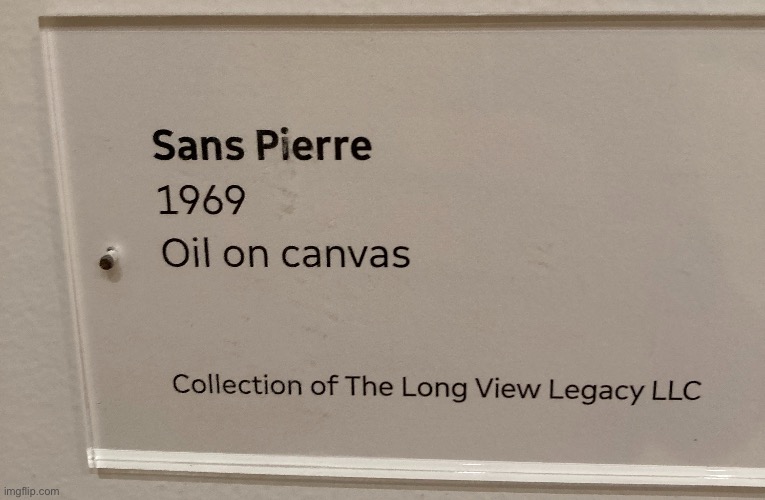 Sans Pierre
1969
Oil on canvas
Collection of The Long View Legacy LLC
imgflip.com